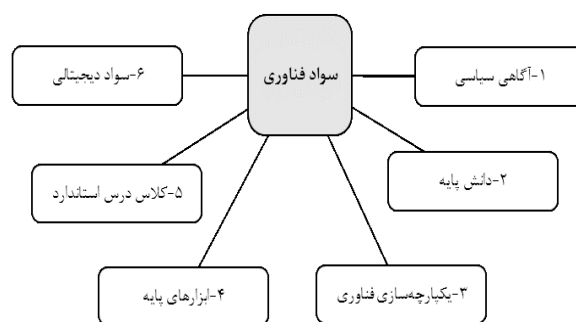 سواد فناوری
۱-آگاهی سیاسی
۲-دانش پایه
۳-یکپارچه‌سازی فناوری
۴-ابزارهای پایه
۵-کلاس درس استاندارد
۶-سواد دیجیتالی